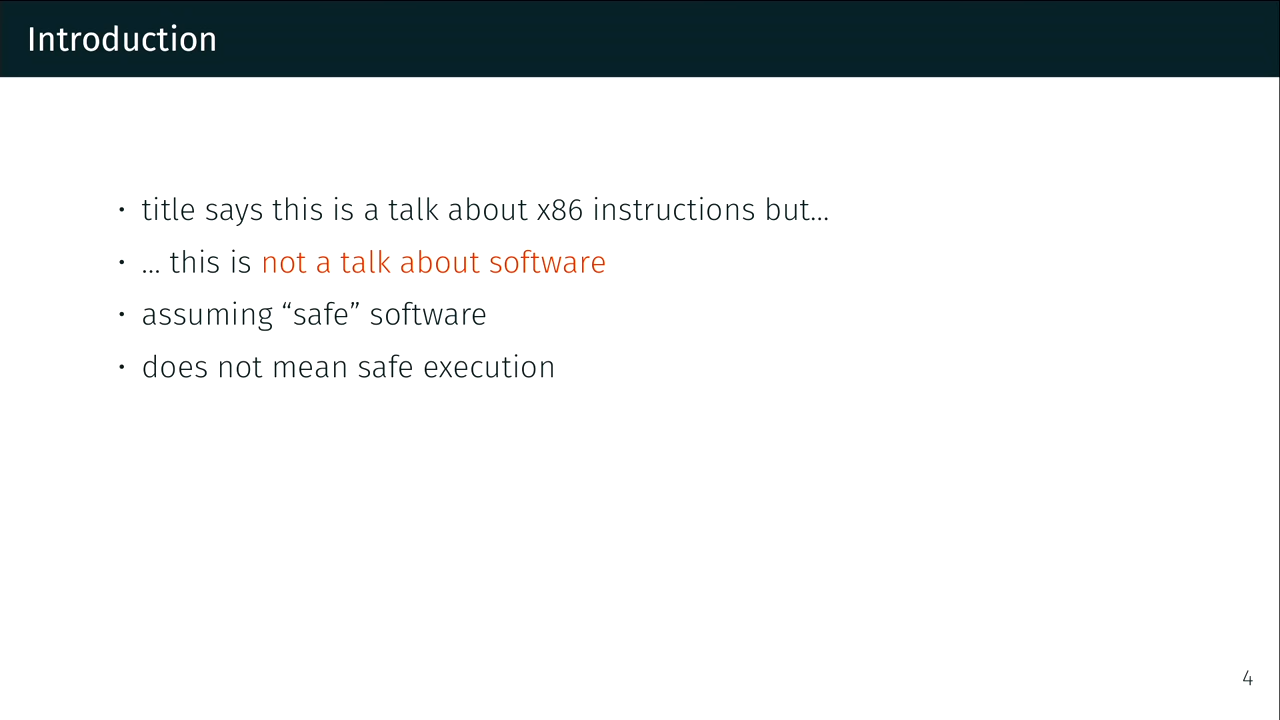 Introduction
• title says this is a talk about x86 instructions but...
• ... this is not a talk about software
• assuming “safe” software
• does not mean safe execution
4